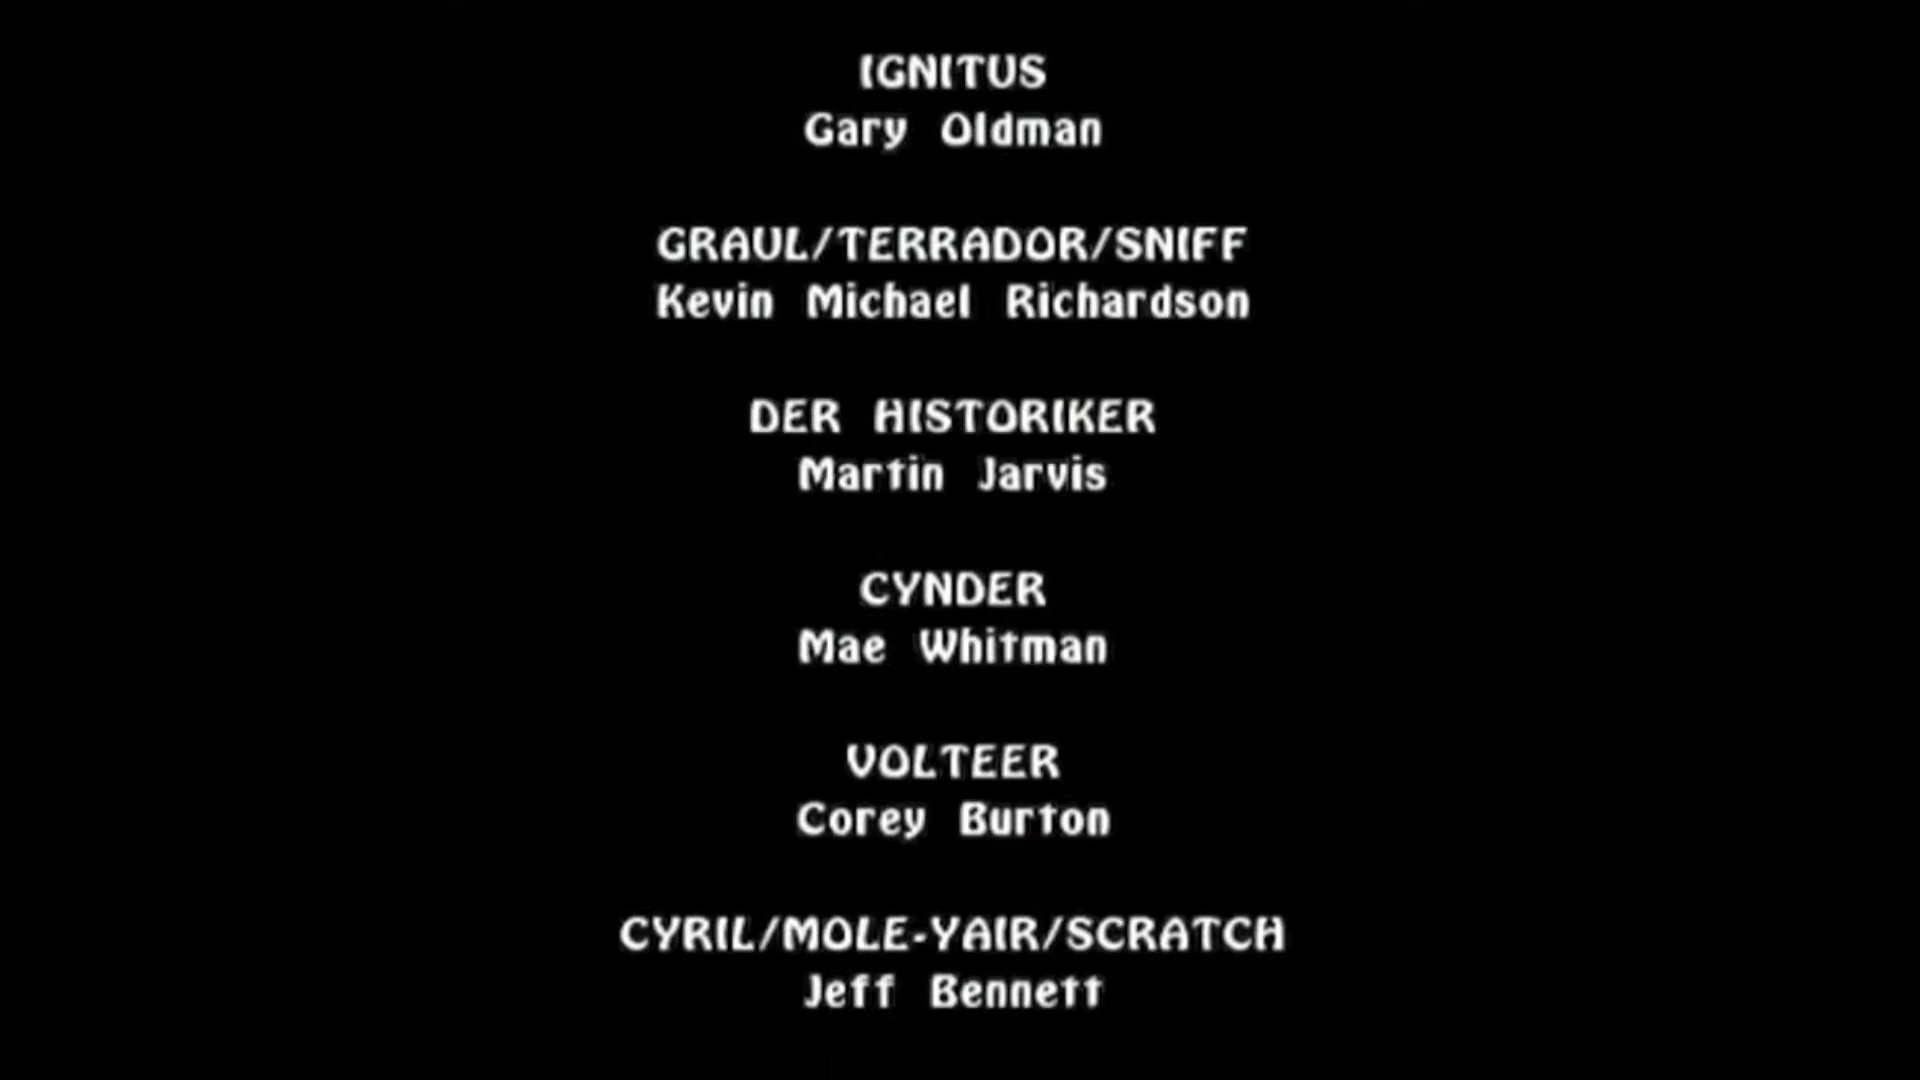 IGNITUS
Gary Oldman
GRAUL/TERRADOR/SNIFF
Kevin Michael Richardson
DER HISTORIKER
Martin Jarvis
CYNDER
Mae Whitman
VOLTEER
Corey Burton
CYRIL/MOLE-YAIR/SCRATCH
Jeff Bennett